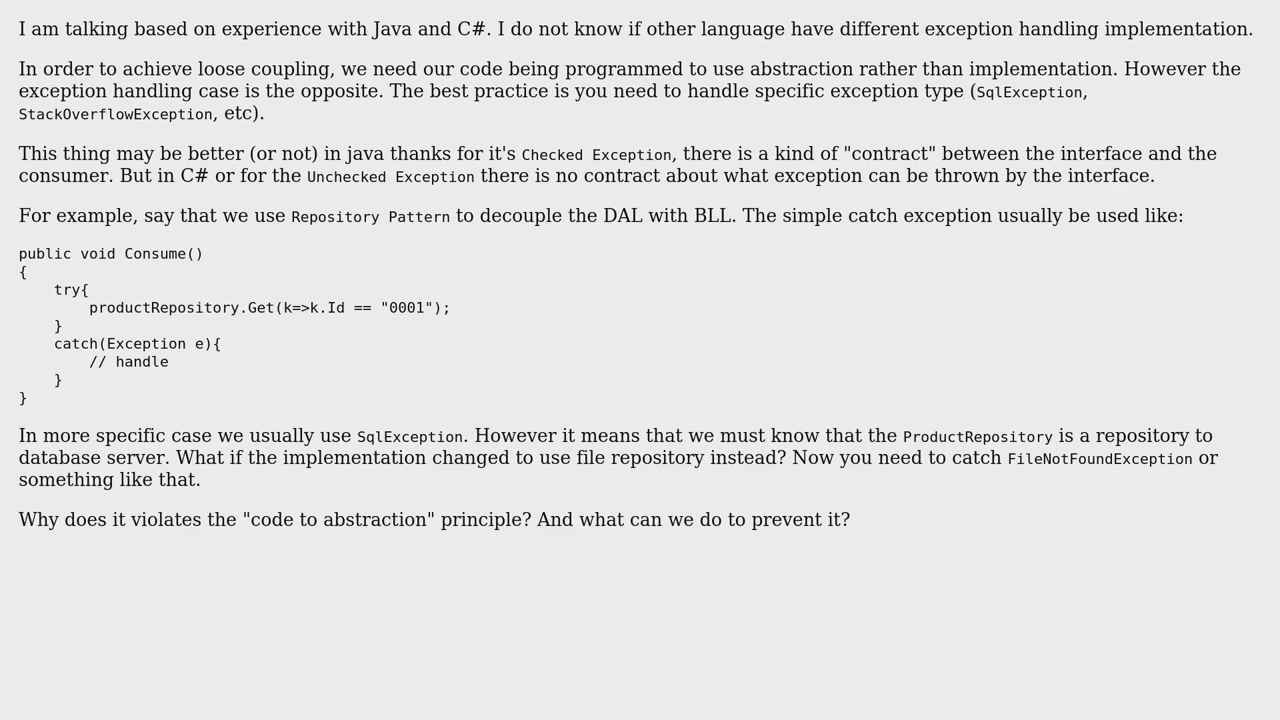 I am talking based on experience with Java and C#. I do not know if other language have different exception handling implementation.
In order to achieve loose coupling, we need our code being programmed to use abstraction rather than implementation. However the
exception handling case is the opposite. The best practice is you need to handle specific exception type (SqlException,
StackOverflowException, etc).
This thing may be better (or not) in java thanks for it's Checked Exception, there is a kind of "contract" between the interface and the
consumer. But in C# or for the Unchecked Exception there is no contract about what exception can be thrown by the interface.
For example, say that we use Repository Pattern to decouple the DAL with BLL. The simple catch exception usually be used like:
public void Consume()
{
    try{
        productRepository.Get(k=>k.Id == "0001");
    }
    catch(Exception e){
        // handle
    }
}
In more specific case we usually use SqlException. However it means that we must know that the ProductRepository is a repository to
database server. What if the implementation changed to use file repository instead? Now you need to catch FileNotFoundException or
something like that.
Why does it violates the "code to abstraction" principle? And what can we do to prevent it?